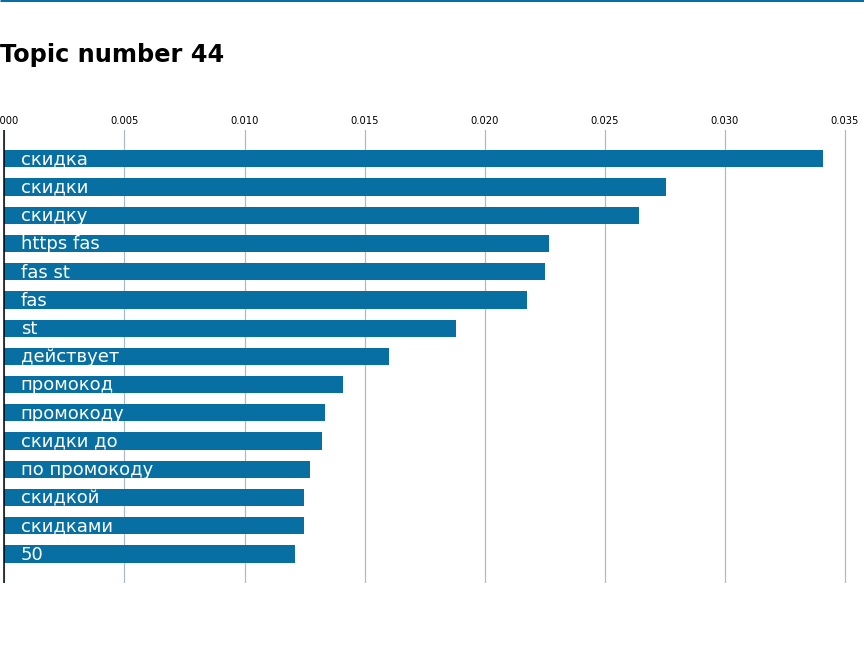 Topic number 44
000 0.005 0.010 0.015 0.020 0.025 0.030 0.035
скидка
скидки
скидку
https fas
fas st
fas
st
действует
промокод
промокоду
скидки до
по промокоду
скидкой
скидками
50